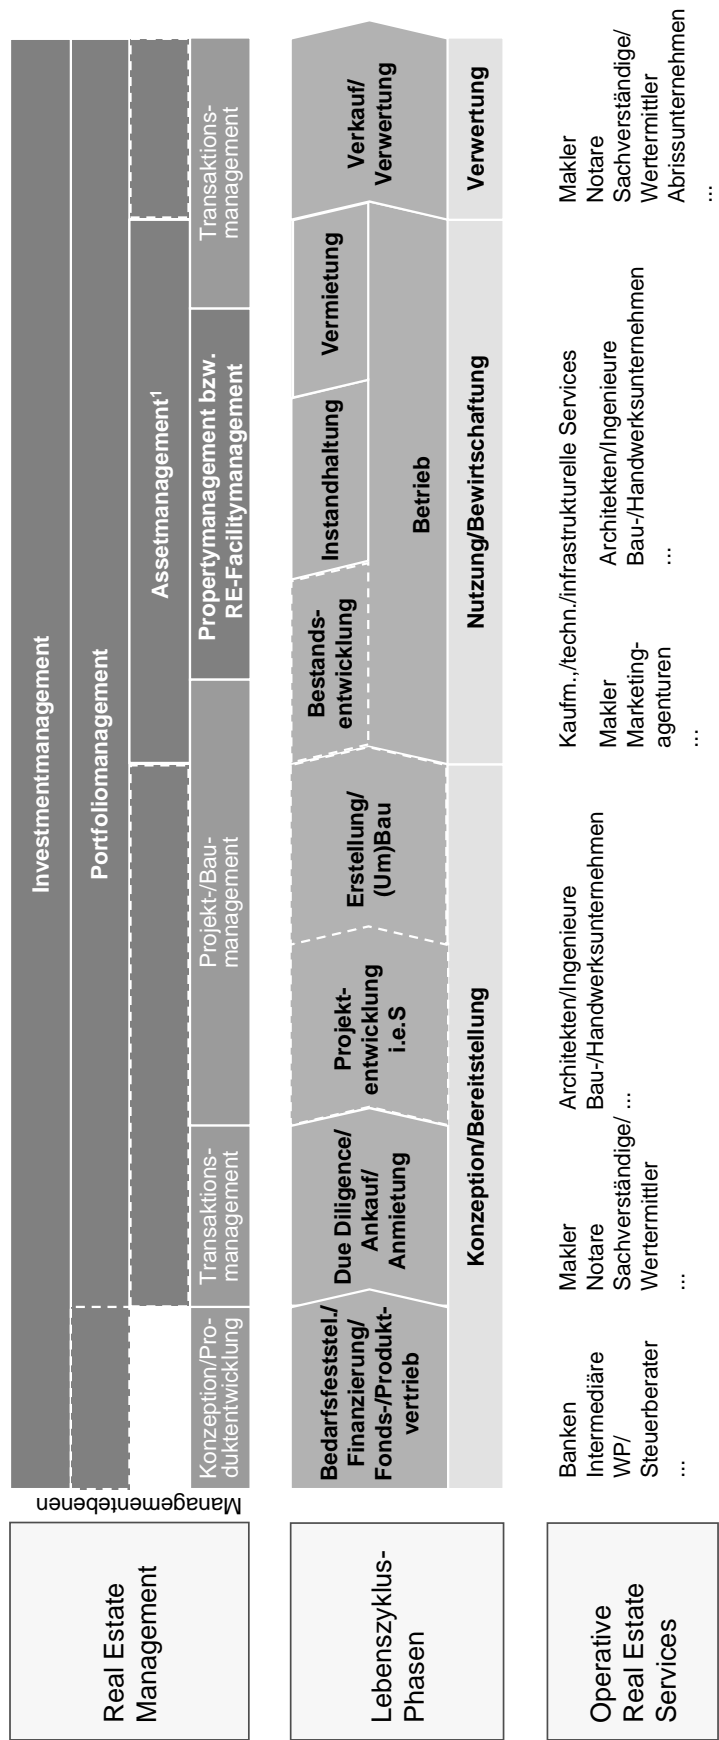 Real Estate
Management
Managementebenen
Investmentmanagement
Portfoliomanagement
Assetmanagement¹
Konzeption/Pro-
duktentwicklung
Transaktions-
management
Projekt-/Bau-
management
Propertymanagement bzw.
RE-Facilitymanagement
Transaktions-
management
Lebenszyklus-
Phasen
Bedarfsfeststel./
Finanzierung/
Fonds-/Produkt-
vertrieb
Due Diligence/
Ankauf/
Anmietung
Projekt-
entwicklung
i.e.S
Erstellung/
(Um)Bau
Bestands-
entwicklung
Instandhaltung
Vermietung
Betrieb
Verkauf/
Verwertung
Konzeption/Bereitstellung
Nutzung/Bewirtschaftung
Verwertung
Operative
Real Estate
Services
Banken
Intermediäre
WP/
Steuerberater
...
Makler
Notare
Sachverständige/
Wertermittler
...
Architekten/Ingenieure
Bau-/Handwerksunternehmen
...
Kaufm.,/techn./infrastrukturelle Services
Makler
Marketing-
agenturen
...
Architekten/Ingenieure
Bau-/Handwerksunternehmen
...
Makler
Notare
Sachverständige/
Wertermittler
Abrissunternehmen
...